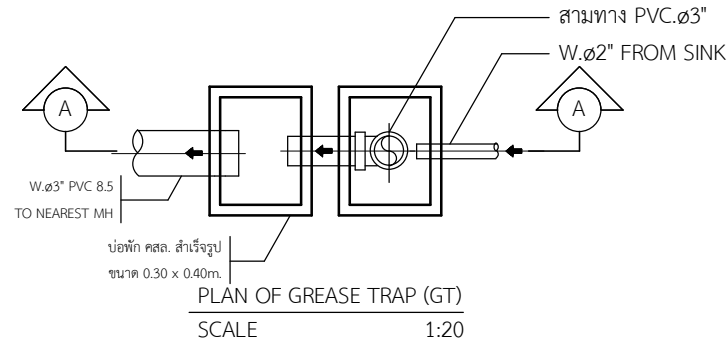 สามทาง PVC.ø3"
W.ø2" FROM SINK
A
A
W.ø3" PVC 8.5
TO NEAREST MH
บ่อพัก คสล. สำเร็จรูป
ขนาด 0.30 x 0.40m.
PLAN OF GREASE TRAP (GT)
SCALE 1:20